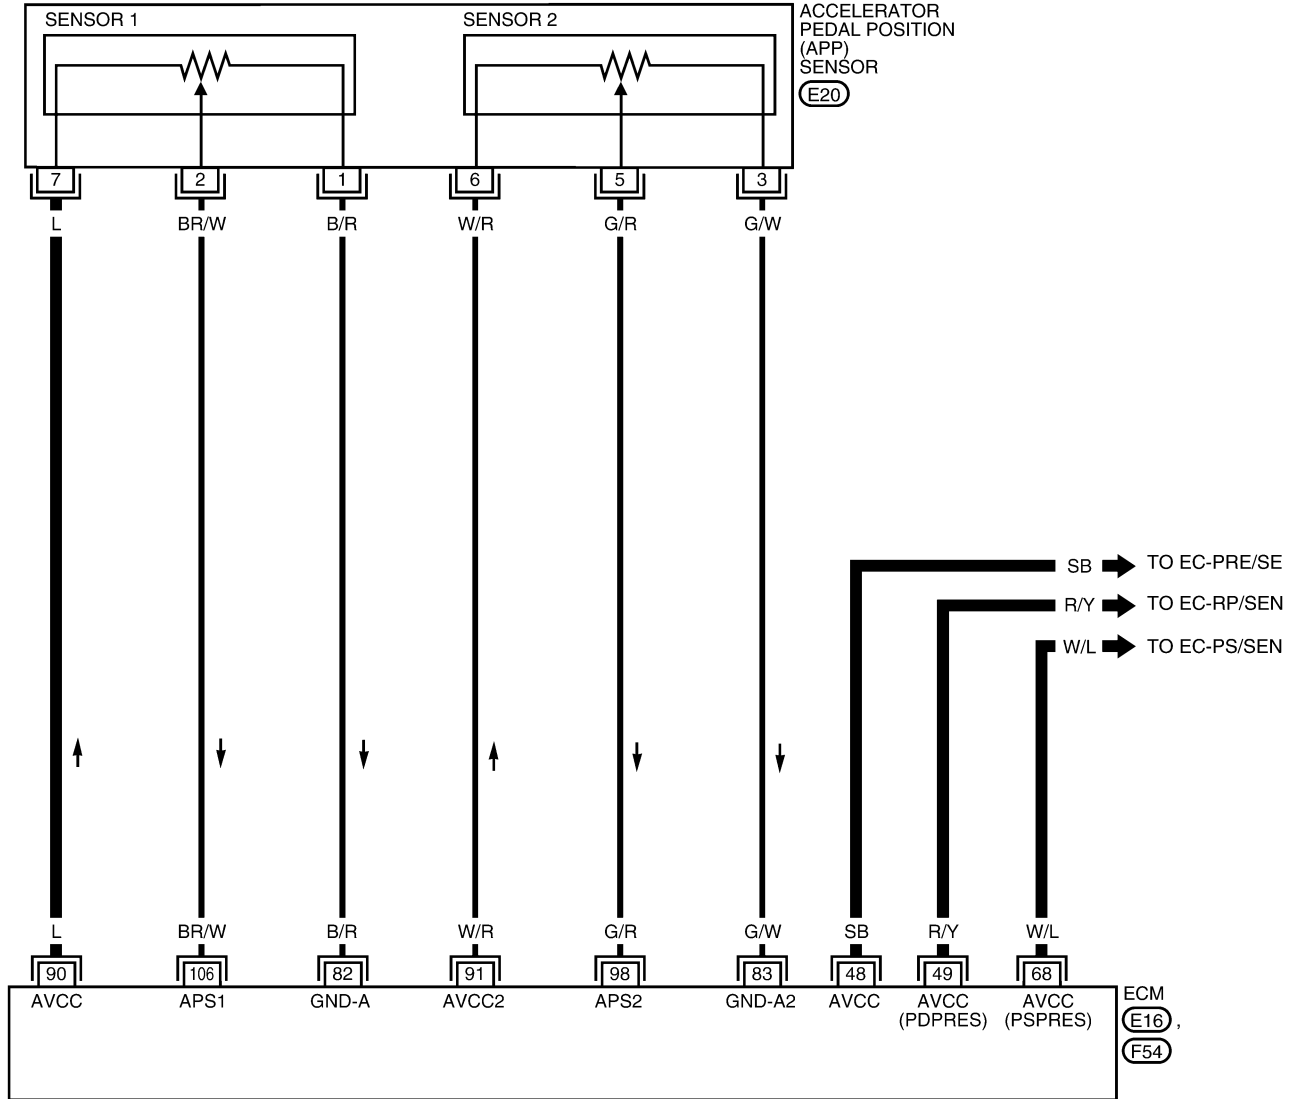 SENSOR 1
SENSOR 2
ACCELERATOR
PEDAL POSITION
(APP)
SENSOR
E20
7 2 1 6 5 3
L BR/W B/R W/R G/R G/W
SB TO EC-PRE/SE
R/Y TO EC-RP/SEN
W/L TO EC-PS/SEN
L BR/W B/R W/R G/R G/W SB R/Y W/L
90 106 82 91 98 83 48 49 68
AVCC APS1 GND-A AVCC2 APS2 GND-A2 AVCC AVCC AVCC
(PDPRES) (PSPRES)
ECM
E16 ,
F54